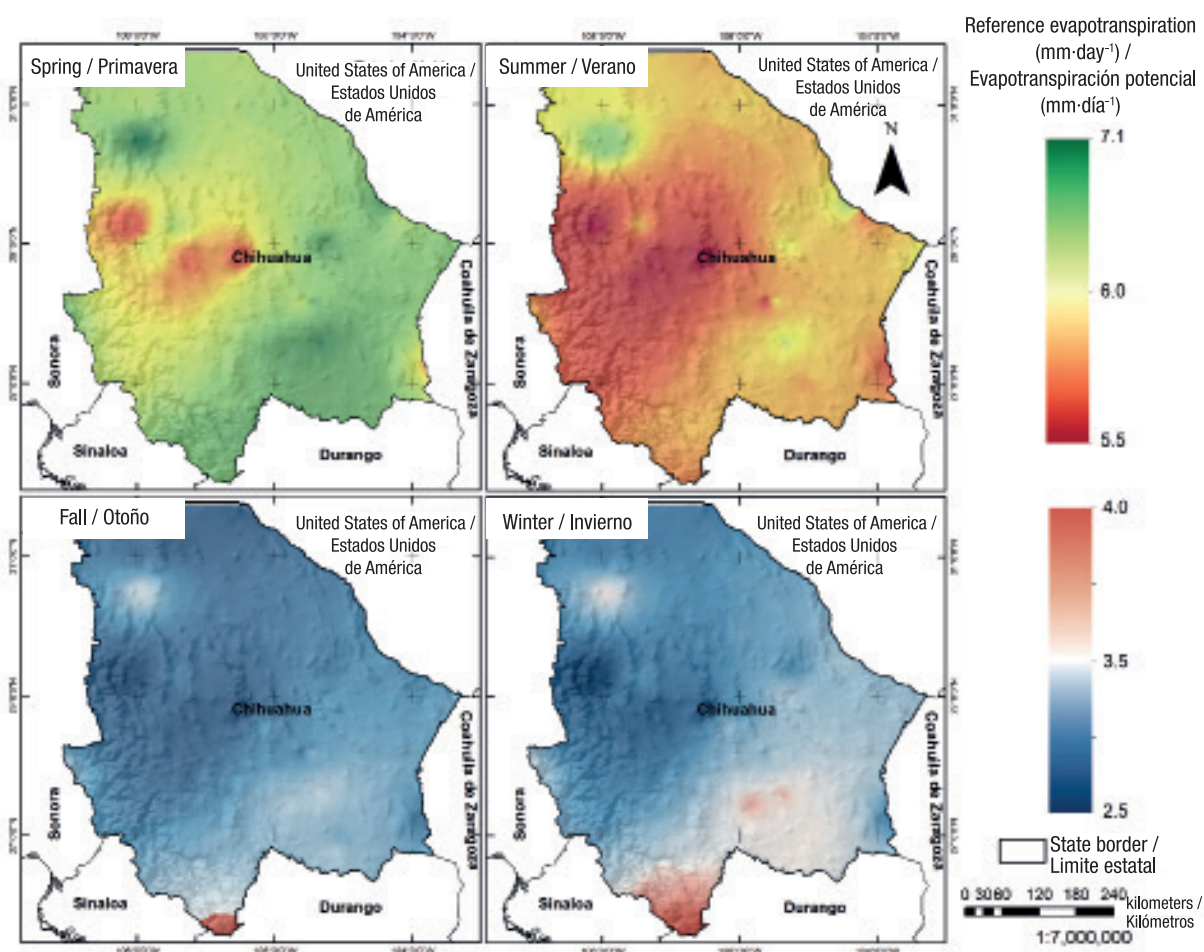 Spring / Primavera
United States of America /
Estados Unidos
de América
Chihuahua
Sonora
Sinaloa
Durango
Coahuila de Zaragoza
Summer / Verano
United States of America /
Estados Unidos
de América
N
Chihuahua
Sonora
Sinaloa
Durango
Coahuila de Zaragoza
Fall / Otoño
United States of America /
Estados Unidos
de América
Chihuahua
Sonora
Sinaloa
Durango
Coahuila de Zaragoza
Winter / Invierno
United States of America /
Estados Unidos
de América
Chihuahua
Sonora
Sinaloa
Durango
Coahuila de Zaragoza
Reference evapotranspiration
(mm·day⁻¹) /
Evapotranspiración potencial
(mm·día⁻¹)
7.1
6.0
5.5
4.0
3.5
2.5
State border /
Limite estatal
0 30 60 120 180 240
kilometers /
Kilómetros
1:7,000,000